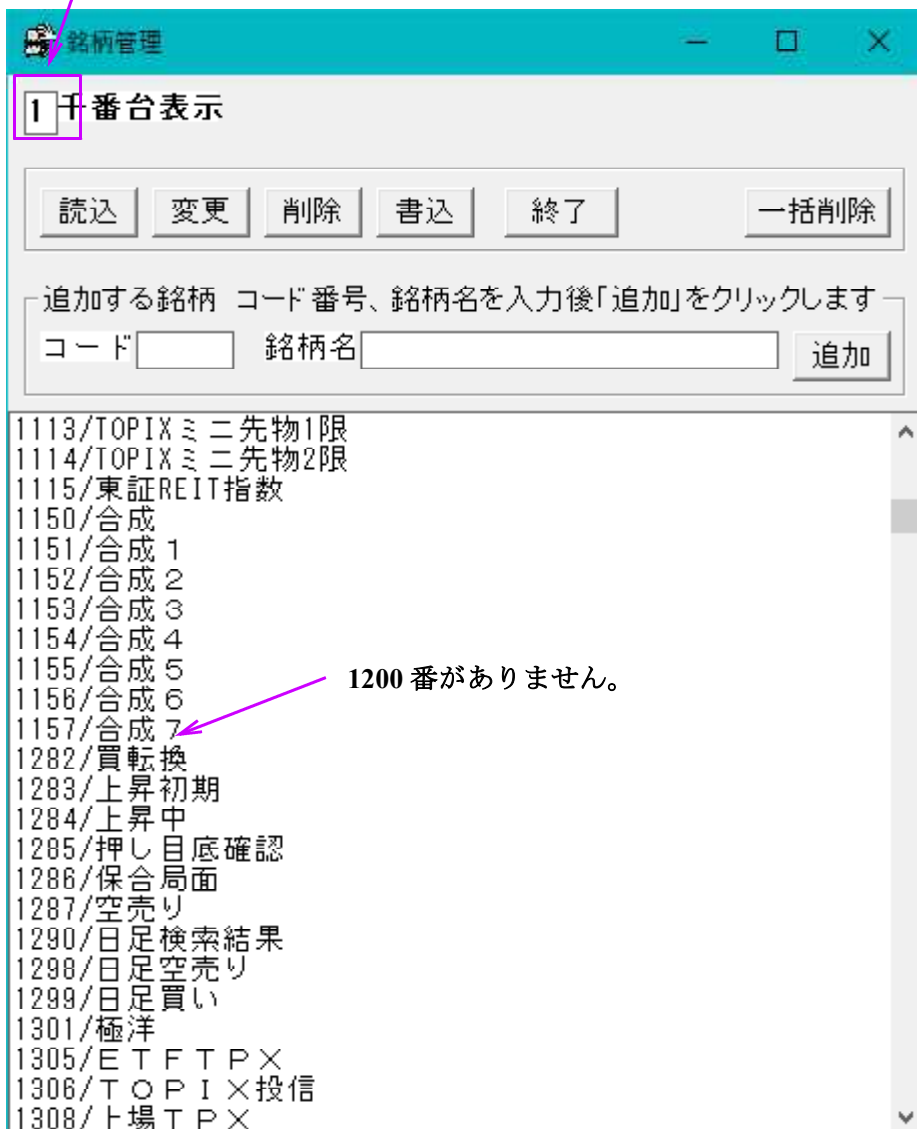 銘柄管理
1千番台表示
読込 変更 削除 書込 終了 一括削除
追加する銘柄 コード番号、銘柄名を入力後「追加」をクリックします
コード 銘柄名 追加
1113/TOPIXミニ先物1限
1114/TOPIXミニ先物2限
1115/東証REIT指数
1150/合成
1151/合成１
1152/合成２
1153/合成３
1154/合成４
1155/合成５
1200 番がありません。
1156/合成６
1157/合成７
1282/買転換
1283/上昇初期
1284/上昇中
1285/押し目底確認
1286/保合局面
1287/空売り
1290/日足検索結果
1298/日足空売り
1299/日足買い
1301/極洋
1305/ＥＴＦＴＰＸ
1306/ＴＯＰＩＸ投信
1308/上場ＴＰＸ